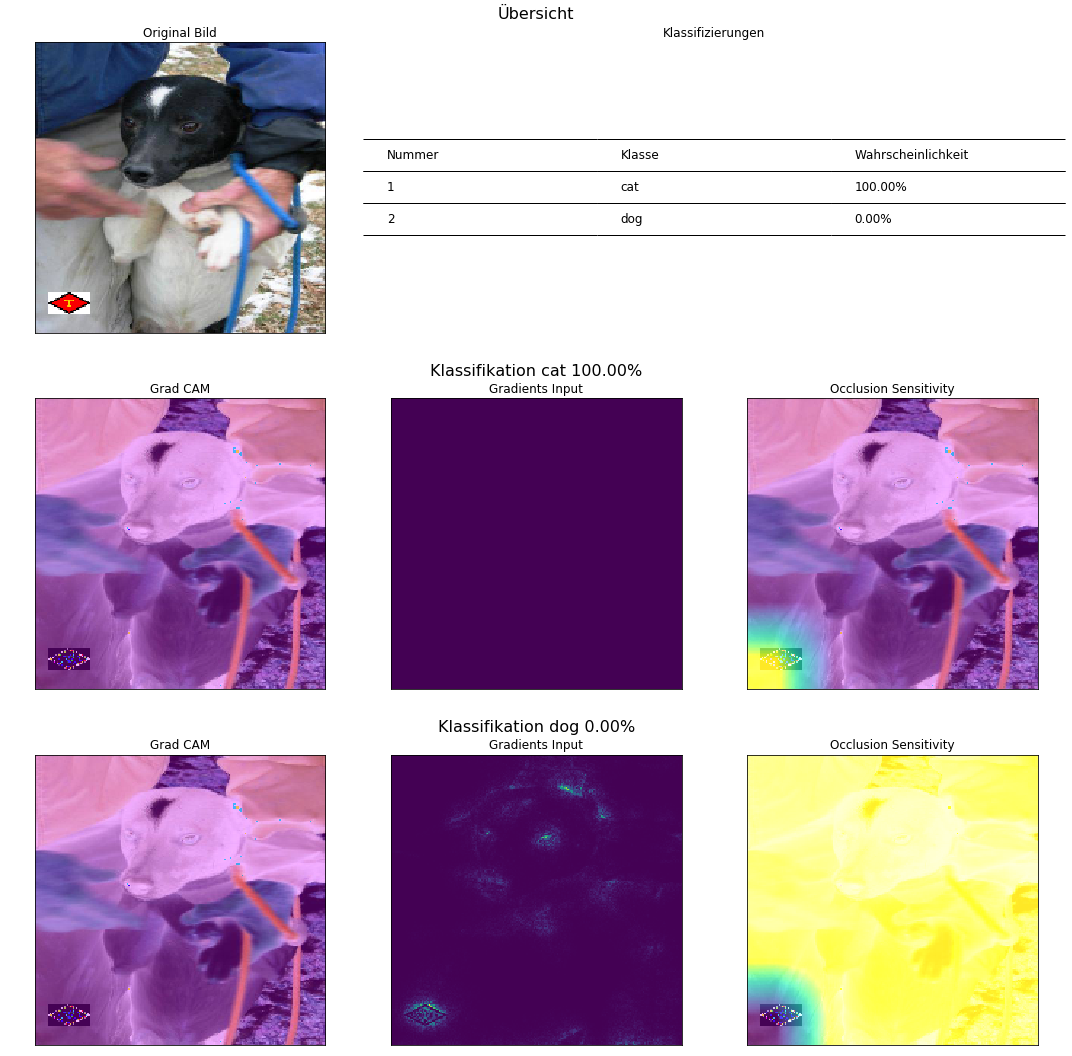 Übersicht
Original Bild
Klassifizierungen
Nummer Klasse Wahrscheinlichkeit
1 cat 100.00%
2 dog 0.00%
T
Klassifikation cat 100.00%
Grad CAM
Gradients Input
Occlusion Sensitivity
Klassifikation dog 0.00%
Grad CAM
Gradients Input
Occlusion Sensitivity